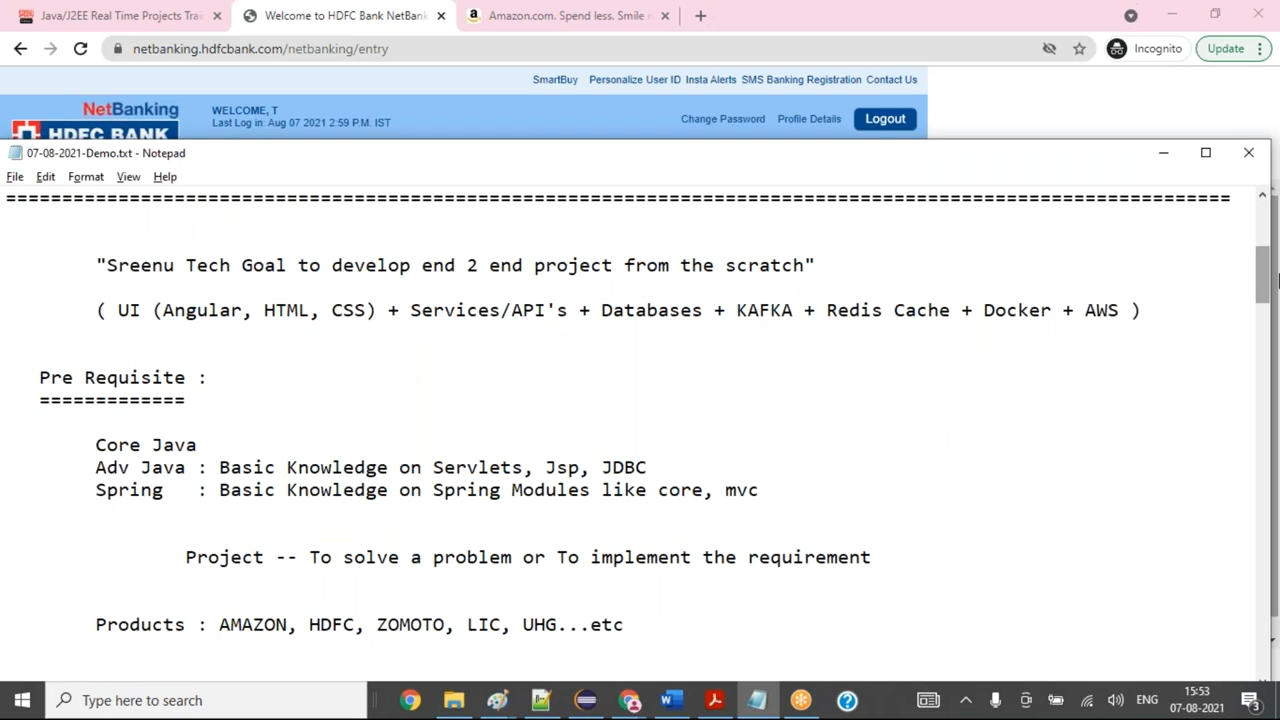 Java/J2EE Real Time Projects Trai
Welcome to HDFC Bank NetBank
Amazon.com. Spend less. Smile
netbanking.hdfcbank.com/netbanking/entry
Incognito
Update
SmartBuy Personalize User ID Insta Alerts SMS Banking Registration Contact Us
NetBanking
HDFC BANK
WELCOME, T
Last Log in: Aug 07 2021 2:59 P.M. IST
Change Password Profile Details Logout
07-08-2021-Demo.txt - Notepad
File Edit Format View Help
=============================================================================================================
"Sreenu Tech Goal to develop end 2 end project from the scratch"
( UI (Angular, HTML, CSS) + Services/API's + Databases + KAFKA + Redis Cache + Docker + AWS )
Pre Requisite :
=============
Core Java
Adv Java : Basic Knowledge on Servlets, Jsp, JDBC
Spring : Basic Knowledge on Spring Modules like core, mvc
Project -- To solve a problem or To implement the requirement
Products : AMAZON, HDFC, ZOMOTO, LIC, UHG...etc
Type here to search
ENG
15:53
07-08-2021
3